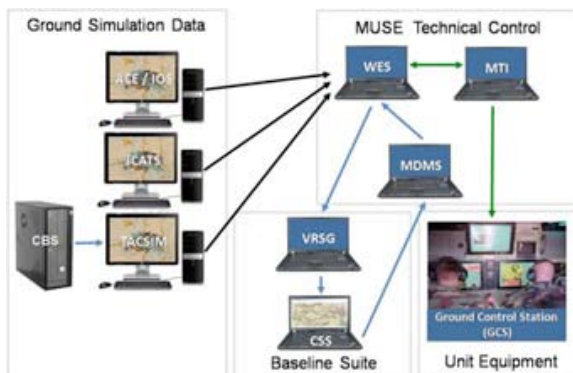 Ground Simulation Data
MUSE Technical Control
ACE / IOS
WES
MTI
JCATS
MDMS
CBS
TACSIM
VRSG
CSS
Ground Control Station
(GCS)
Baseline Suite
Unit Equipment